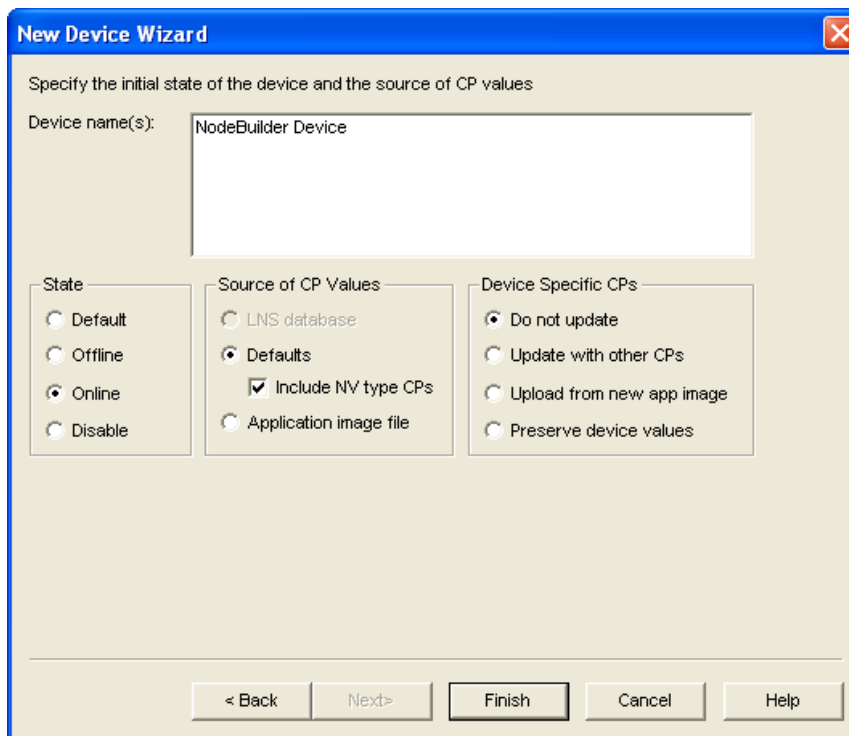 New Device Wizard
Specify the initial state of the device and the source of CP values
Device name(s):
NodeBuilder Device
State
Default
Offline
Online
Disable
Source of CP Values
LNS database
Defaults
Include NV type CPs
Application image file
Device Specific CPs
Do not update
Update with other CPs
Upload from new app image
Preserve device values
< Back
Next>
Finish
Cancel
Help